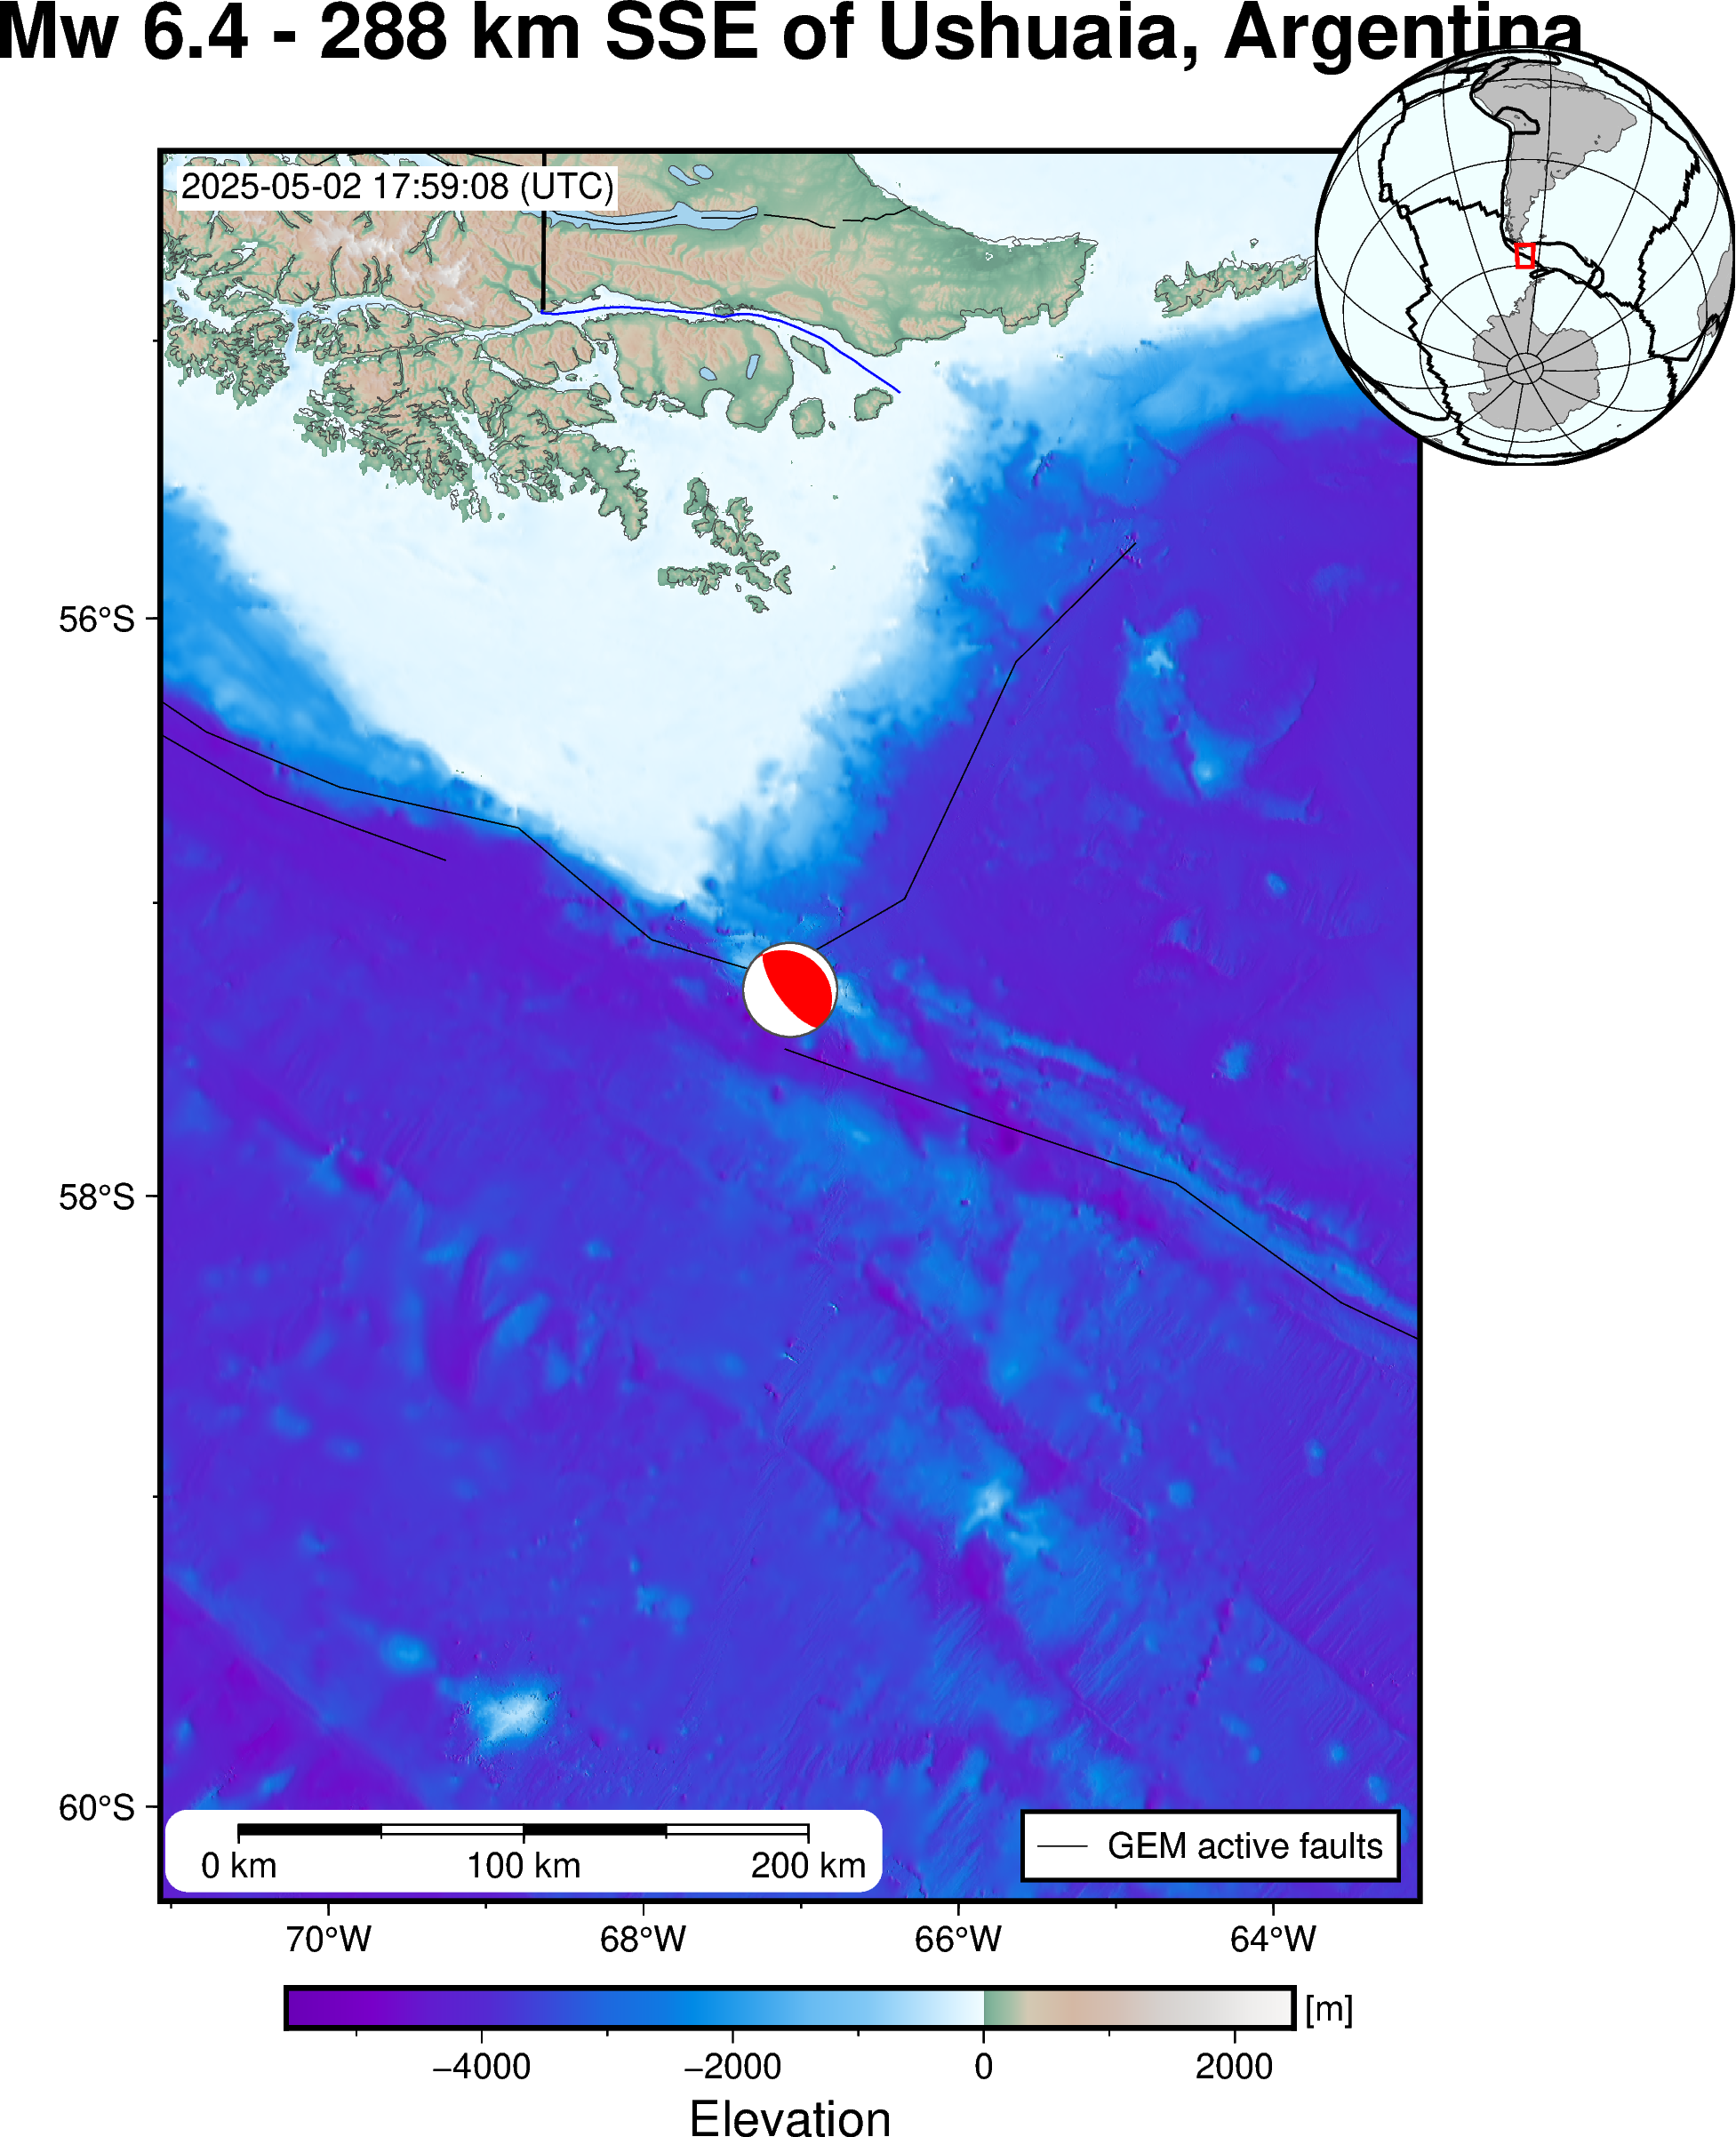 Mw 6.4 - 288 km SSE of Ushuaia, Argentina
2025-05-02 17:59:08 (UTC)
56°S
58°S
60°S
0 km 100 km 200 km
GEM active faults
70°W 68°W 66°W 64°W
[m]
−4000 −2000 0 2000
Elevation